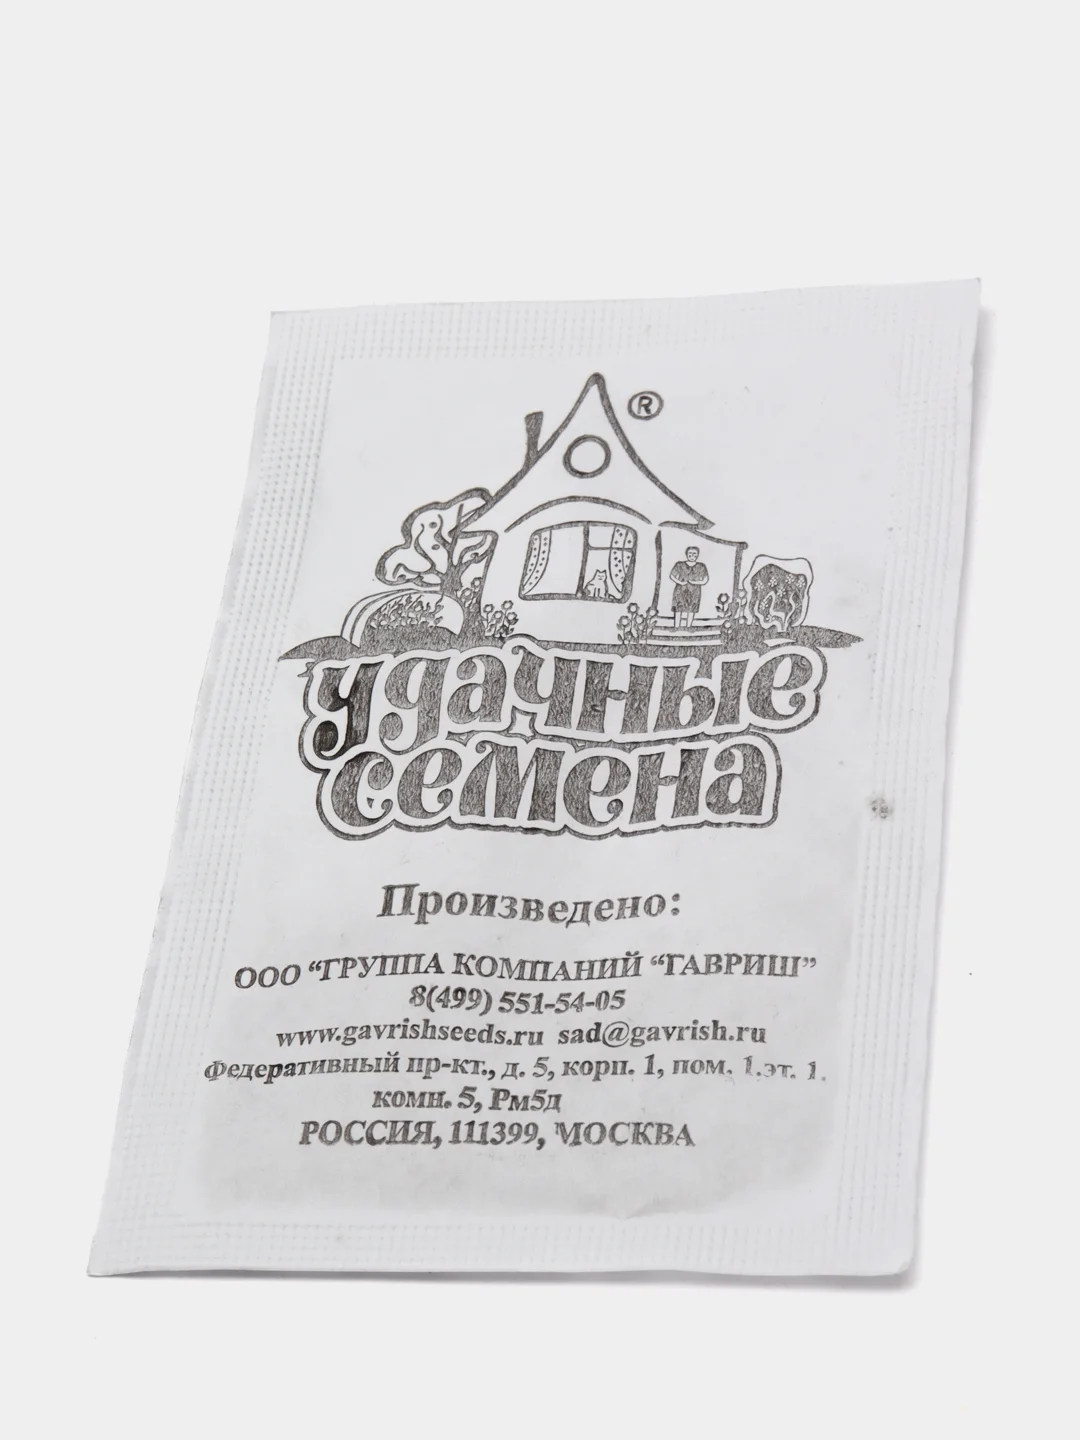 ®
удачные
семена
Произведено:
ООО “ГРУППА КОМПАНИЙ “ГАВРИШ”
8(499) 551-54-05
www.gavrishseeds.ru sad@gavrish.ru
Федеративный пр-кт., д. 5, корп. 1, пом. 1.эт. 1.
комн. 5, Рм5д
РОССИЯ, 111399, МОСКВА